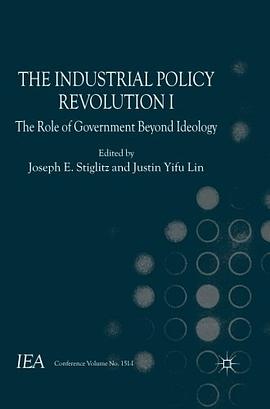 THE INDUSTRIAL POLICY
REVOLUTION I
The Role of Government Beyond Ideology
Edited by
Joseph E. Stiglitz and Justin Yifu Lin
IEA
Conference Volume No. 151-I